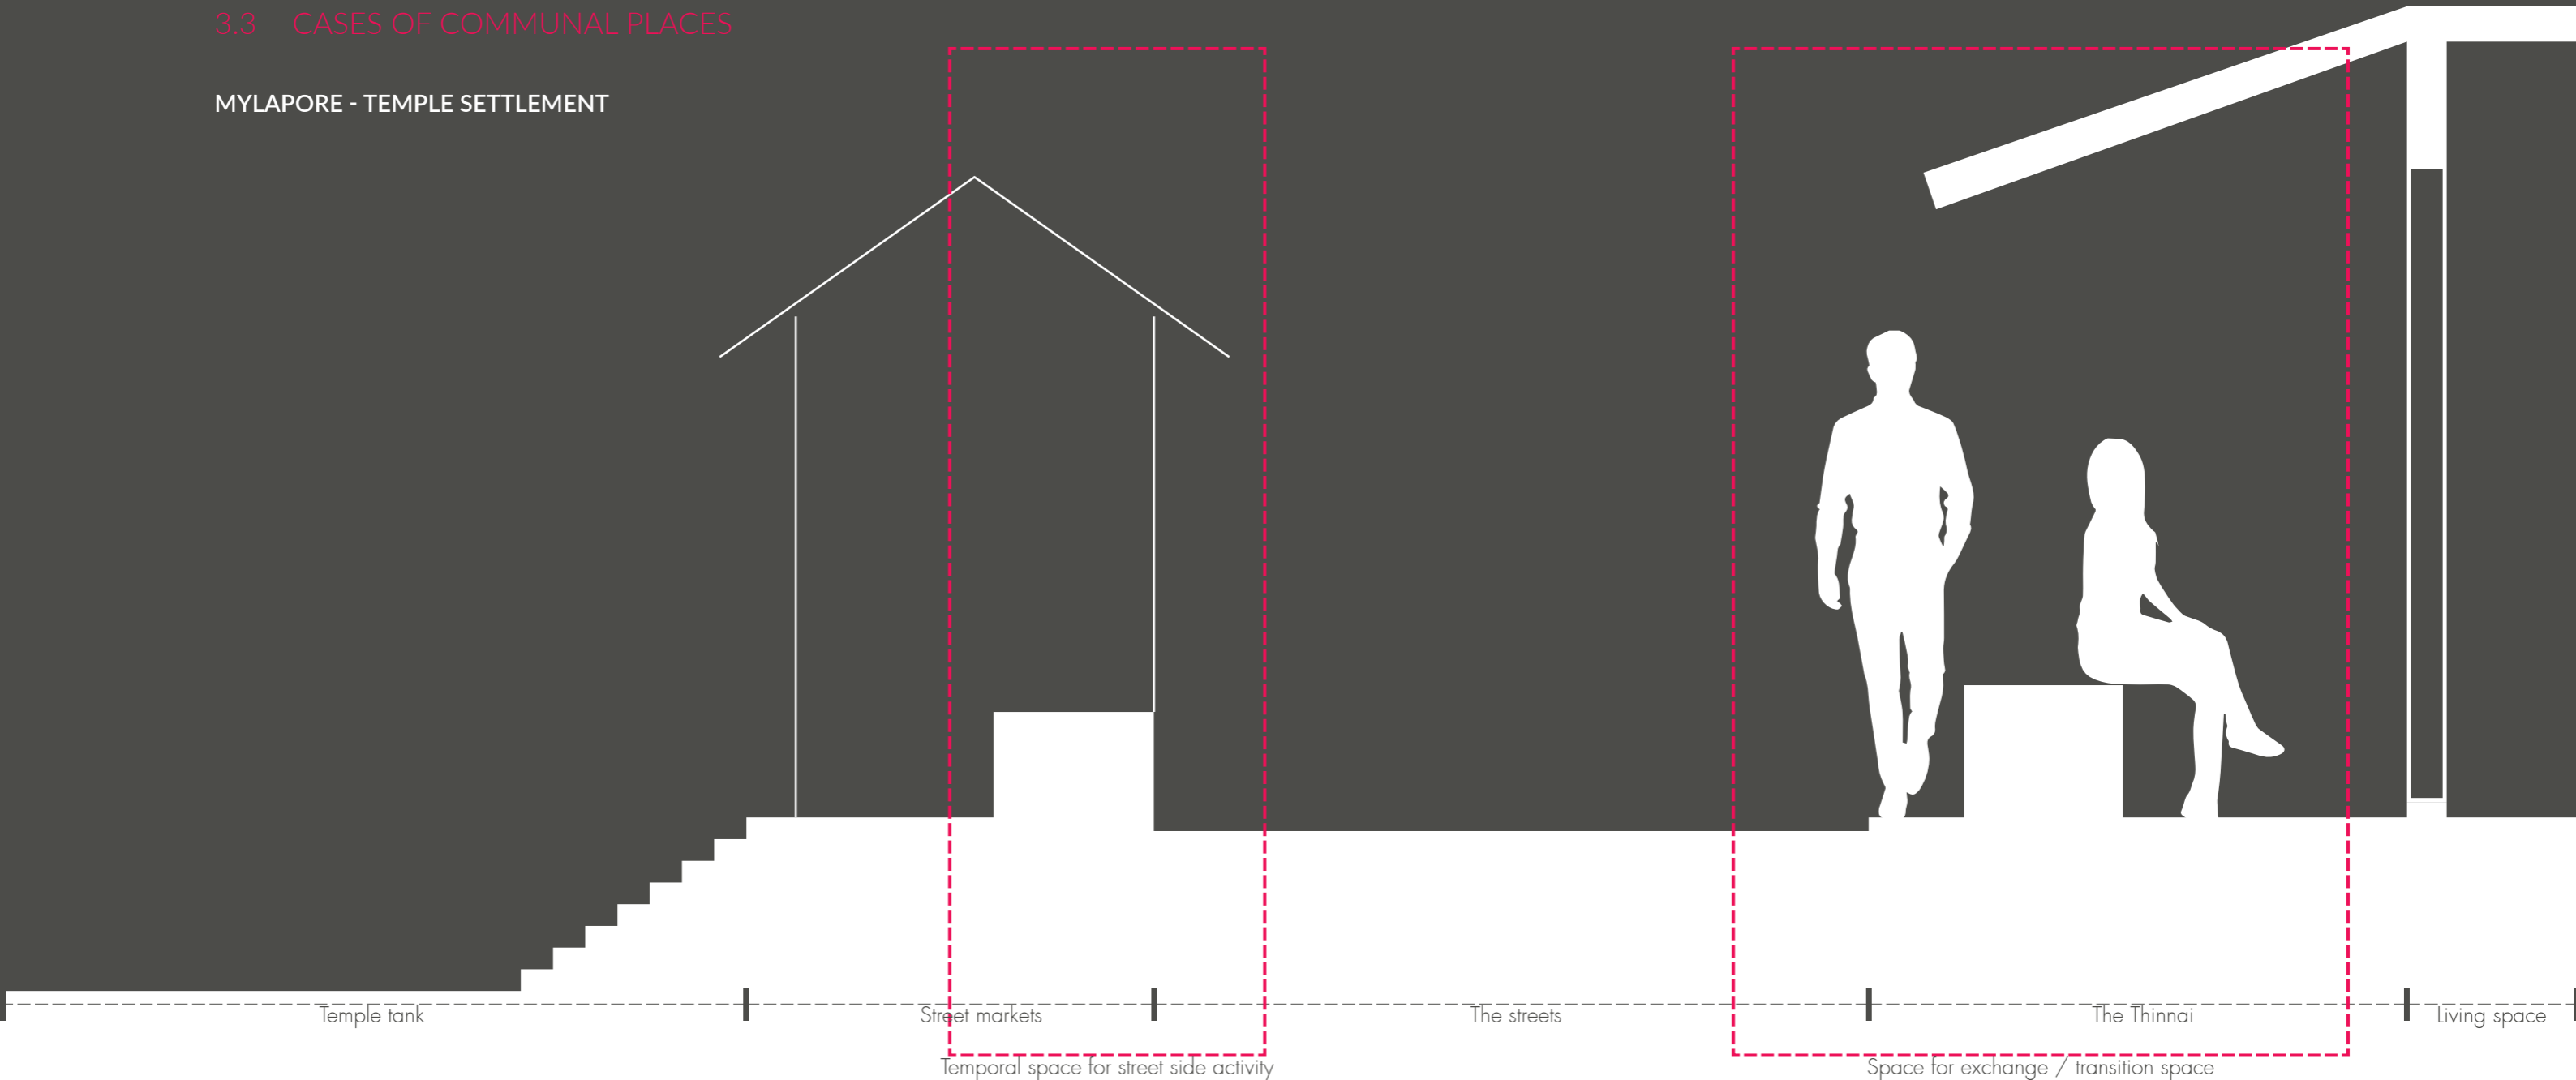 3.3 CASES OF COMMUNAL PLACES
MYLAPORE - TEMPLE SETTLEMENT
Temple tank
Street markets
The streets
The Thinnai
Living space
Temporal space for street side activity
Space for exchange / transition space